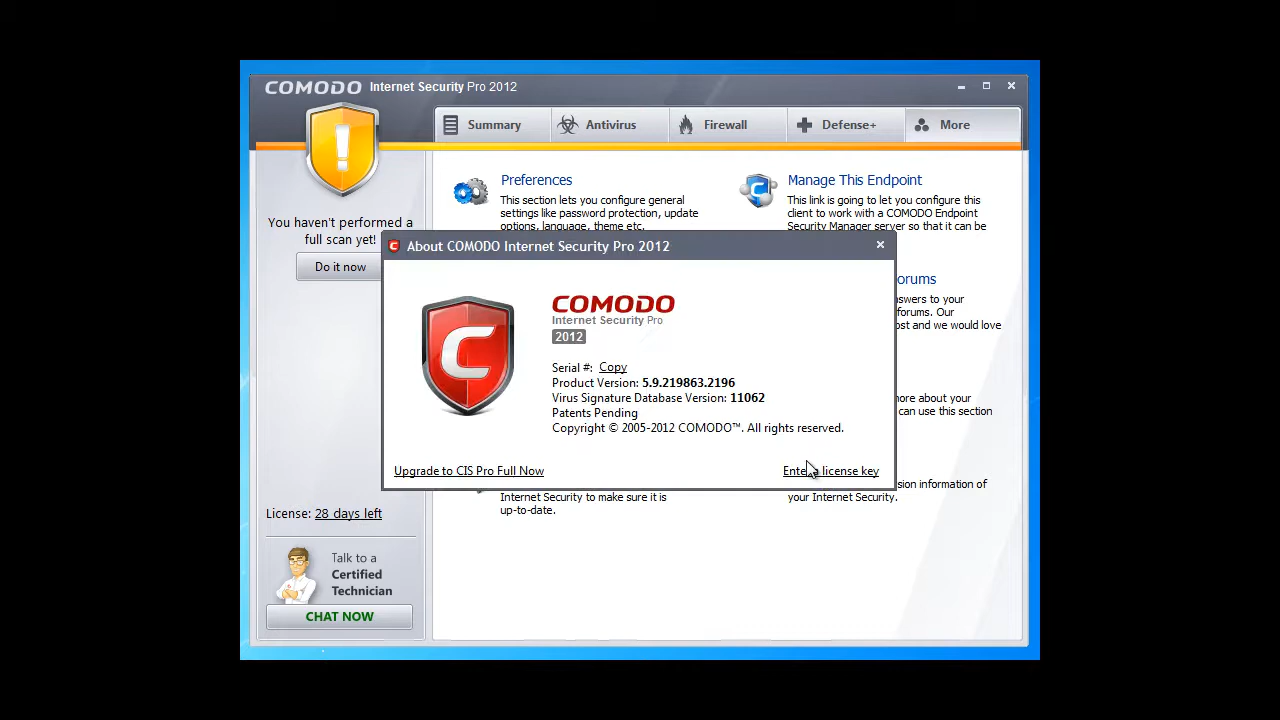 COMODO Internet Security Pro 2012
Summary
Antivirus
Firewall
Defense+
More
You haven't performed a
full scan yet!
Do it now
License: 28 days left
Talk to a
Certified
Technician
CHAT NOW
Preferences
This section lets you configure general
settings like password protection, update
options, language, theme etc.
Manage This Endpoint
This link is going to let you configure this
client to work with a COMODO Endpoint
Security Manager server so that it can be
orums
swers to your
forums. Our
ost and we would love
ore about your
can use this section
Internet Security to make sure it is
up-to-date.
sion information of
your Internet Security.
About COMODO Internet Security Pro 2012
COMODO
Internet Security Pro
2012
Serial #: Copy
Product Version: 5.9.219863.2196
Virus Signature Database Version: 11062
Patents Pending
Copyright © 2005-2012 COMODO™. All rights reserved.
Upgrade to CIS Pro Full Now
Enter license key